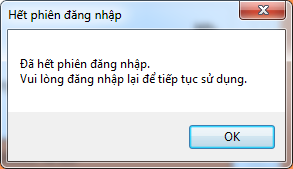 Hết phiên đăng nhập
Đã hết phiên đăng nhập.
Vui lòng đăng nhập lại để tiếp tục sử dụng.
OK